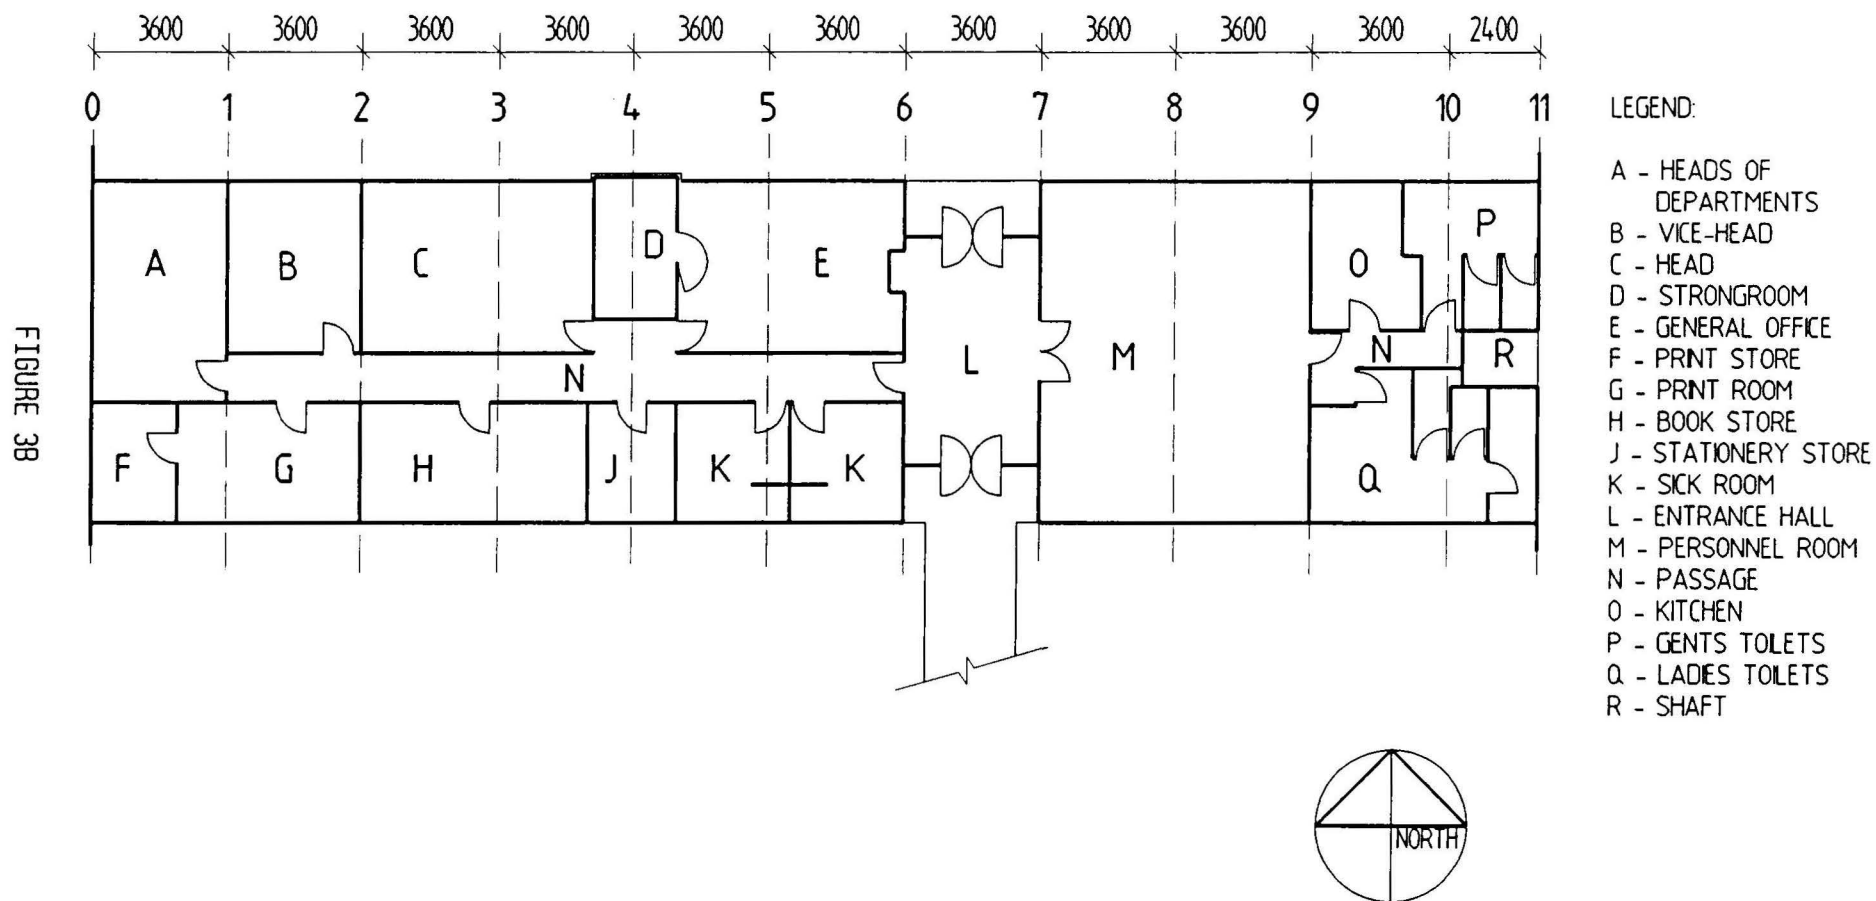 3600 3600 3600 3600 3600 3600 3600 3600 3600 3600 2400
0 1 2 3 4 5 6 7 8 9 10 11
LEGEND:
A - HEADS OF
DEPARTMENTS
B - VICE-HEAD
C - HEAD
D - STRONGROOM
E - GENERAL OFFICE
F - PRINT STORE
G - PRINT ROOM
H - BOOK STORE
J - STATIONERY STORE
K - SICK ROOM
L - ENTRANCE HALL
M - PERSONNEL ROOM
N - PASSAGE
O - KITCHEN
P - GENTS TOILETS
Q - LADIES TOILETS
R - SHAFT
A B C D E O P
L M N R
N
F G H J K K Q
FIGURE 3B
NORTH